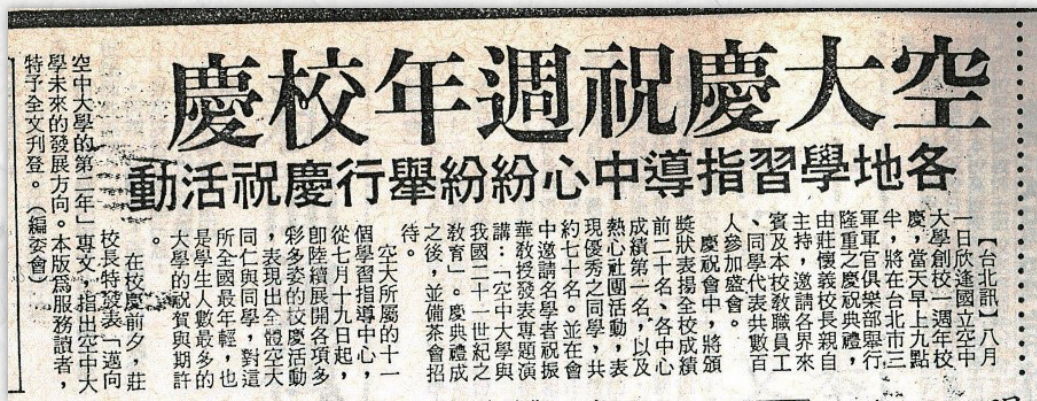 空大慶祝週年校慶
各地學習指導中心紛紛舉行慶祝活動
【台北訊】八月
一日欣逢國立空中
大學創校一週年校
慶，當天早上九點
半，將在台北市三
軍軍官俱樂部舉行
隆重之慶祝典禮，
由莊懷義校長親自
主持，邀請各界來
賓及本校敎職員工
、同學代表共數百
人參加盛會。
慶祝會中，將頒
獎狀表揚全校成績
前二十名、各中心
成績第一名，以及
熱心社團活動，表
現優秀之同學，共
約七十名。並在會
中邀請名學者祝振
華敎授發表專題演
講：「空中大學與
我國二十一世紀之
敎育」。慶典禮成
之後，並備茶會招
待。
空大所屬的十一
個學習指導中心，
從七月十九日起，
卽陸續展開各項多
彩多姿的校慶活動
，表現出全體空大
同仁與同學，對這
所全國最年輕，也
是學生人數最多的
大學的祝賀與期許
。
在校慶前夕，莊
校長特發表「邁向
空中大學的第二年」專文，指出空中大
學未來的發展方向。本版爲服務讀者，
特予全文刊登。（編委會）